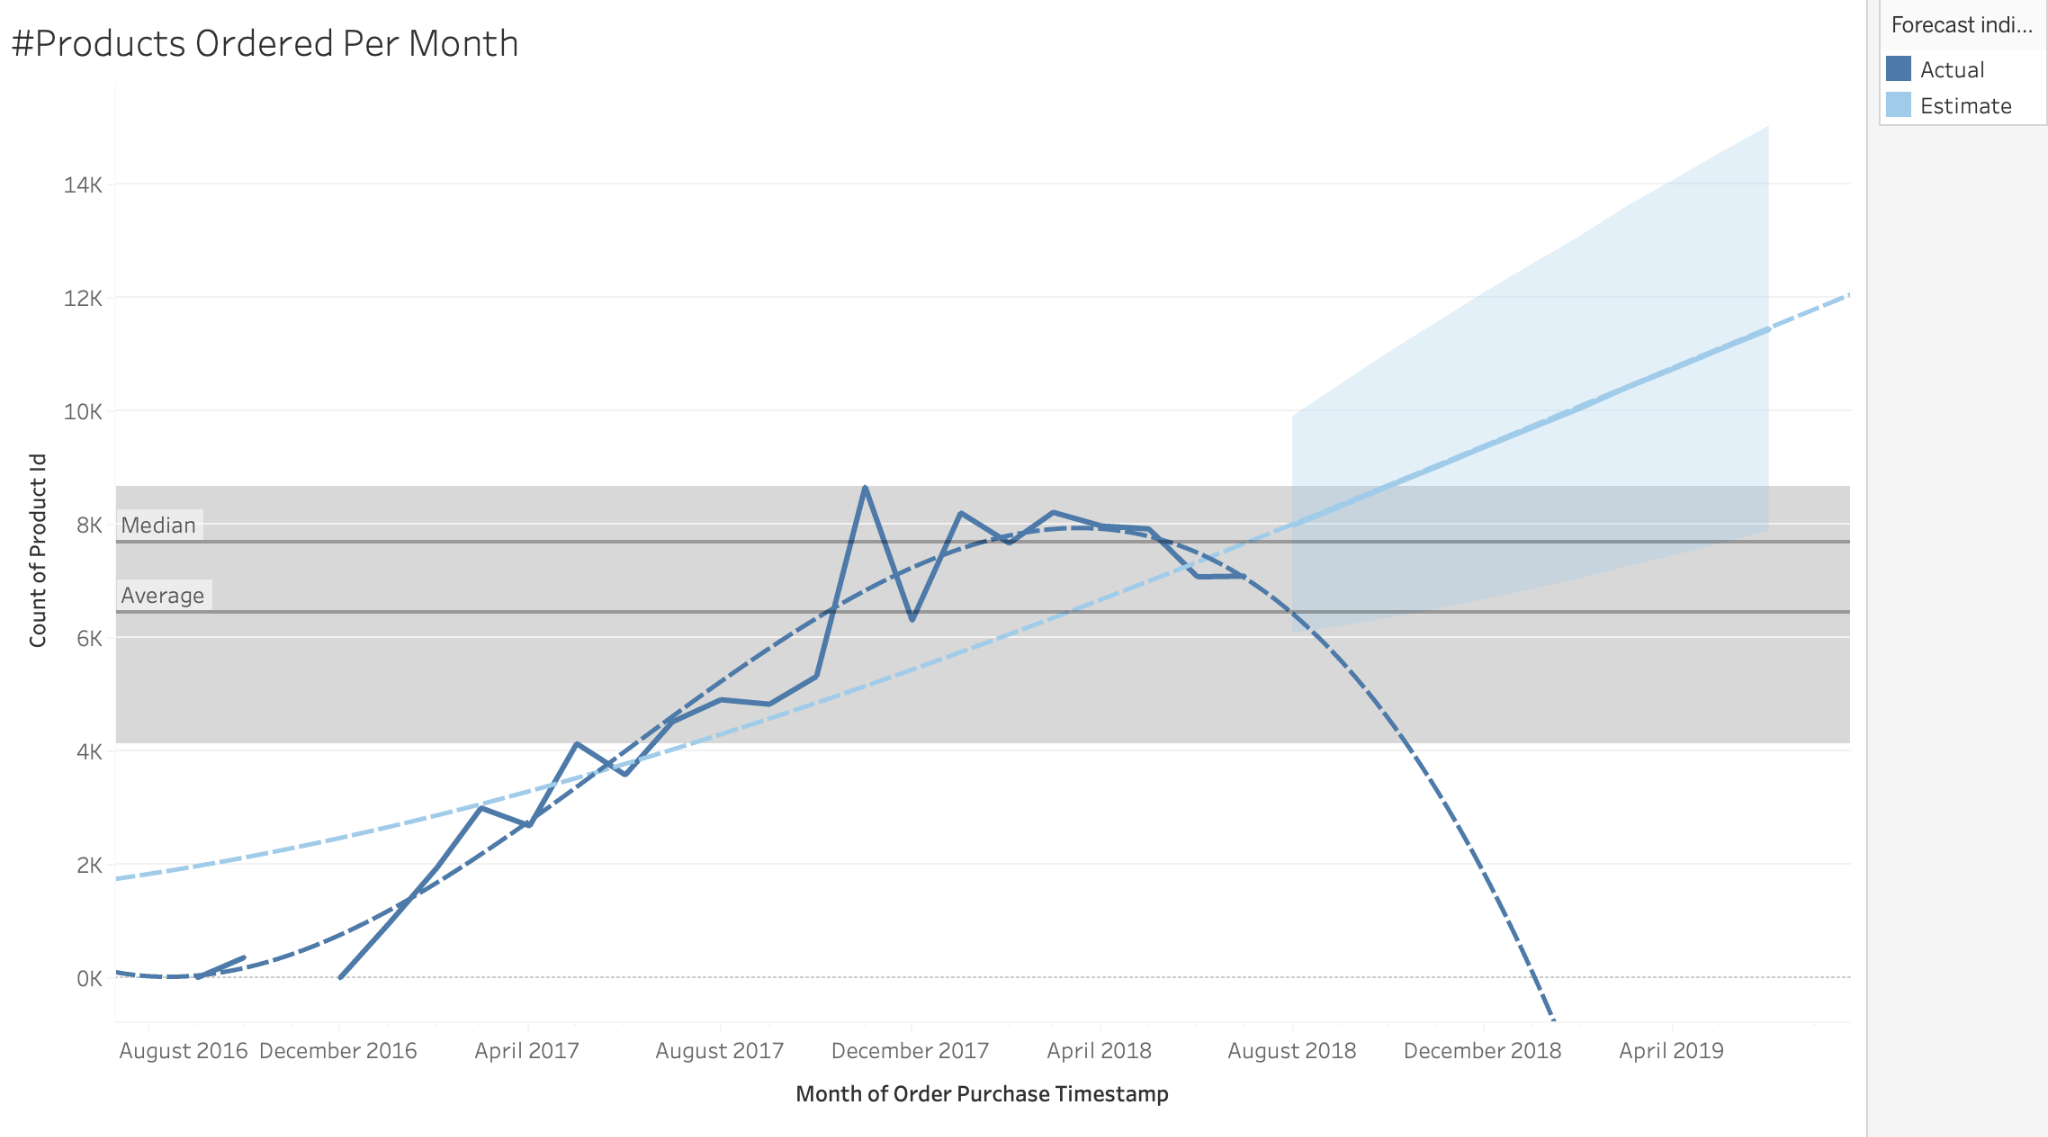 #Products Ordered Per Month
Forecast indi...
Actual
Estimate
Count of Product Id
14K
12K
10K
8K
6K
4K
2K
0K
Median
Average
August 2016
December 2016
April 2017
August 2017
December 2017
April 2018
August 2018
December 2018
April 2019
Month of Order Purchase Timestamp